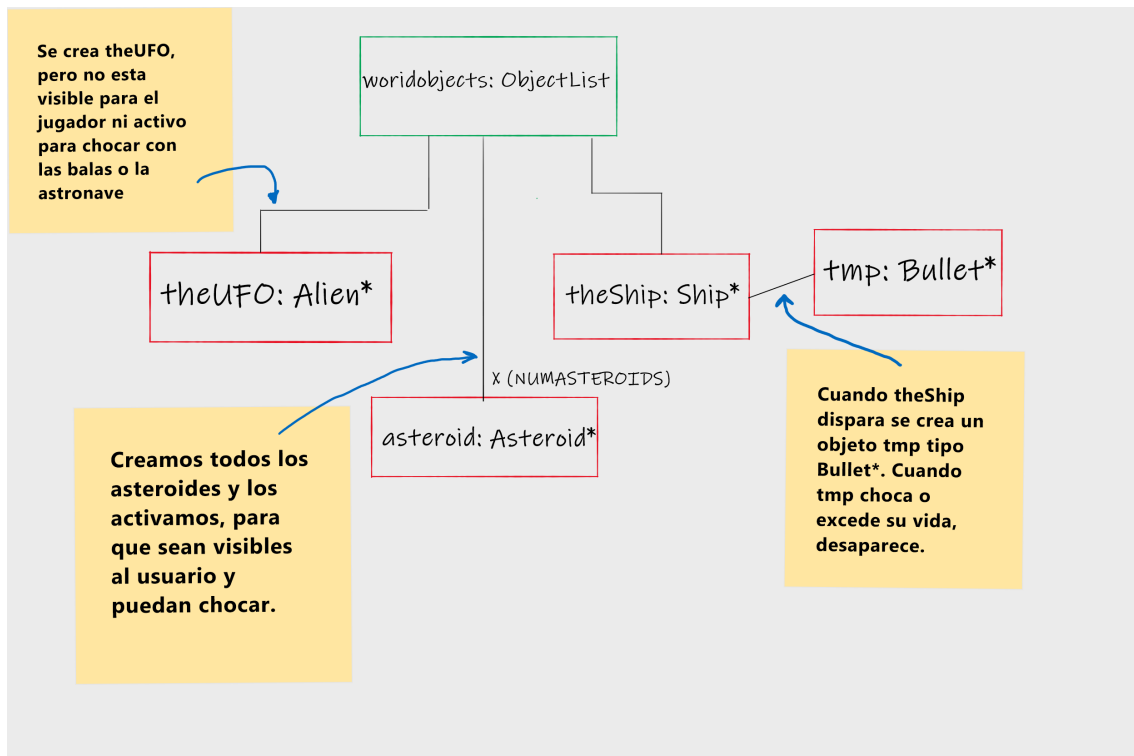 Se crea theUFO,
pero no esta
visible para el
jugador ni activo
para chocar con
las balas o la
astronave
woridobjects: ObjectList
theUFO: Alien*
theShip: Ship*
tmp: Bullet*
X (NUMASTEROIDS)
asteroid: Asteroid*
Creamos todos los
asteroides y los
activamos, para
que sean visibles
al usuario y
puedan chocar.
Cuando theShip
dispara se crea un
objeto tmp tipo
Bullet*. Cuando
tmp choca o
excede su vida,
desaparece.